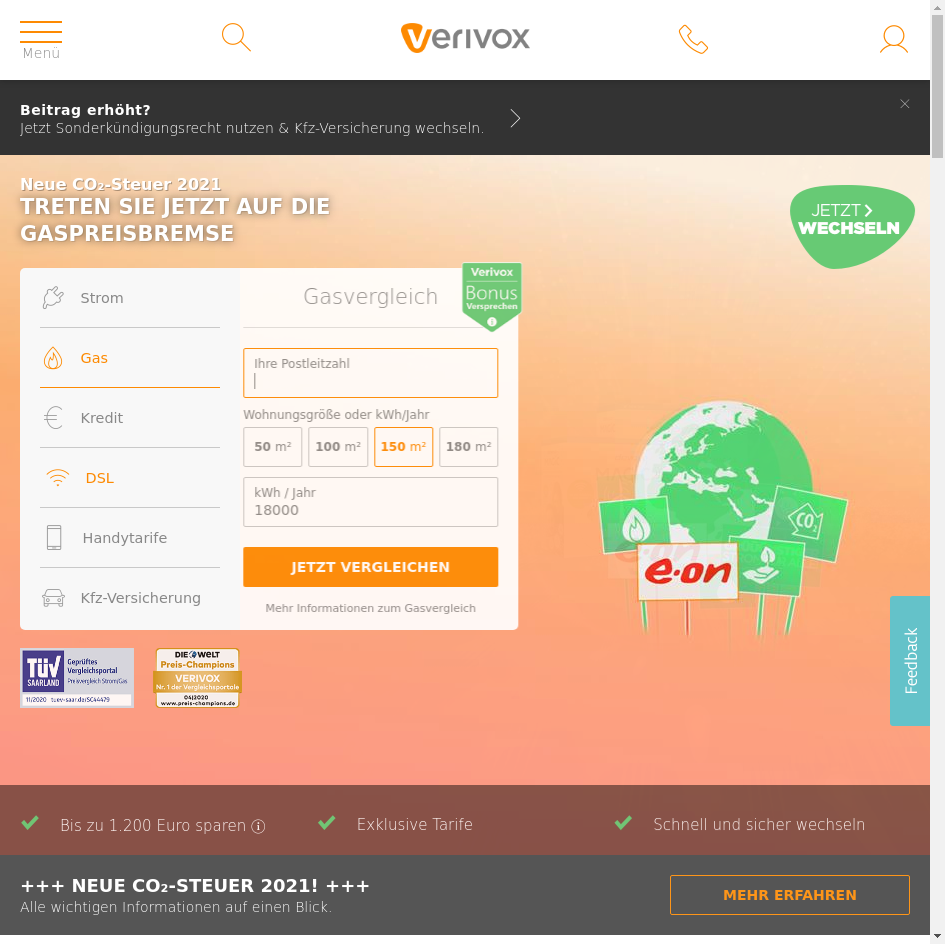 Menü
verivox
Beitrag erhöht?
Jetzt Sonderkündigungsrecht nutzen & Kfz-Versicherung wechseln.
Neue CO₂-Steuer 2021
TRETEN SIE JETZT AUF DIE
GASPREISBREMSE
JETZT
WECHSELN
Strom
Gas
Kredit
DSL
Handytarife
Kfz-Versicherung
Gasvergleich
Verivox
Bonus
Versprechen
Ihre Postleitzahl
Wohnungsgröße oder kWh/Jahr
50 m² 100 m² 150 m² 180 m²
kWh / Jahr
18000
JETZT VERGLEICHEN
Mehr Informationen zum Gasvergleich
CO₂
e·on
Feedback
TÜV
SAARLAND
Geprüftes
Vergleichsportal
Preisvergleich Strom/Gas
11/2020 tuev-saar.de/SC44479
DIE WELT
Preis-Champions
VERIVOX
Nr. 1 der Vergleichsportale
04|2020
www.preis-champions.de
Bis zu 1.200 Euro sparen
Exklusive Tarife
Schnell und sicher wechseln
+++ NEUE CO₂-STEUER 2021! +++
Alle wichtigen Informationen auf einen Blick.
MEHR ERFAHREN